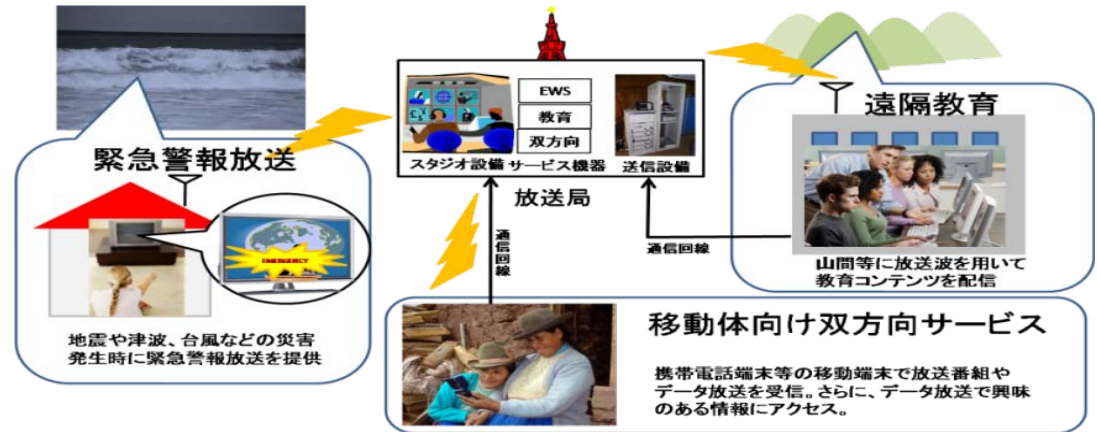 緊急警報放送
EMERGENCY
地震や津波、台風などの災害
発生時に緊急警報放送を提供
EWS
教育
双方向
スタジオ設備 サービス機器 送信設備
放送局
通信回線
通信回線
遠隔教育
山間等に放送波を用いて
教育コンテンツを配信
移動体向け双方向サービス
携帯電話端末等の移動端末で放送番組や
データ放送を受信。さらに、データ放送で興味
のある情報にアクセス。